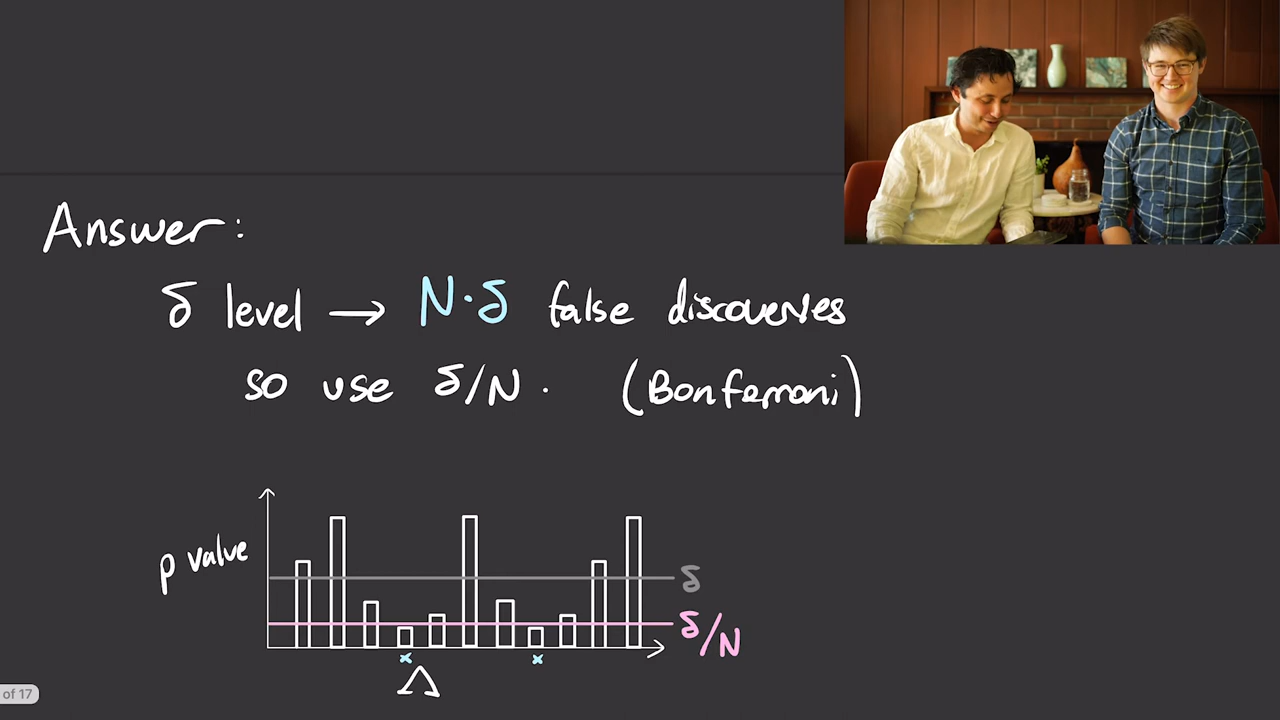 Answer:
δ level → N·δ false discoveries
so use δ/N. (Bonferroni)
p value
δ
δ/N
x x
Λ
of 17